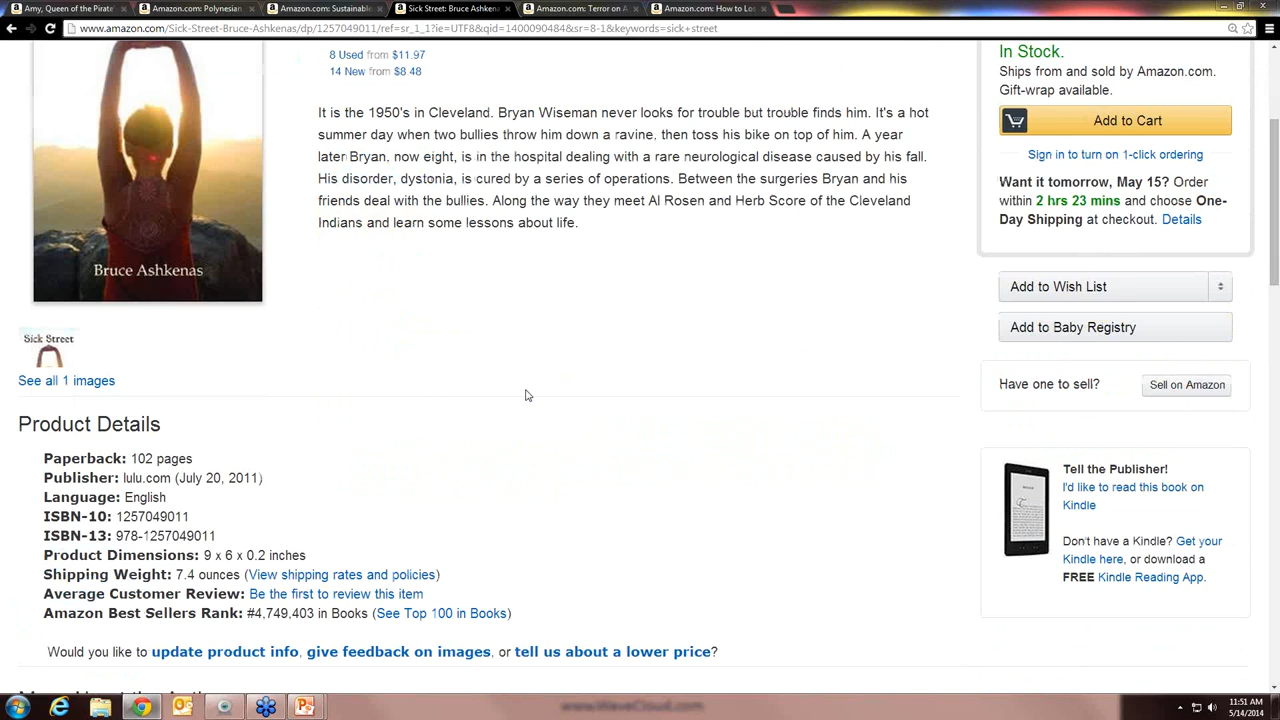 Amy, Queen of the Pirate
Amazon.com: Polynesian
Amazon.com: Sustainable
Sick Street: Bruce Ashkena
Amazon.com: Terror on A
Amazon.com: How to Los
www.amazon.com/Sick-Street-Bruce-Ashkenas/dp/1257049011/ref=sr_1_1?ie=UTF8&qid=1400090484&sr=8-1&keywords=sick+street
8 Used from $11.97
14 New from $8.48
It is the 1950's in Cleveland. Bryan Wiseman never looks for trouble but trouble finds him. It's a hot
summer day when two bullies throw him down a ravine, then toss his bike on top of him. A year
later Bryan, now eight, is in the hospital dealing with a rare neurological disease caused by his fall.
His disorder, dystonia, is cured by a series of operations. Between the surgeries Bryan and his
friends deal with the bullies. Along the way they meet Al Rosen and Herb Score of the Cleveland
Indians and learn some lessons about life.
Bruce Ashkenas
Sick Street
See all 1 images
In Stock.
Ships from and sold by Amazon.com.
Gift-wrap available.
Add to Cart
Sign in to turn on 1-click ordering
Want it tomorrow, May 15? Order
within 2 hrs 23 mins and choose One-
Day Shipping at checkout. Details
Add to Wish List
Add to Baby Registry
Have one to sell?
Sell on Amazon
Product Details
Paperback: 102 pages
Publisher: lulu.com (July 20, 2011)
Language: English
ISBN-10: 1257049011
ISBN-13: 978-1257049011
Product Dimensions: 9 x 6 x 0.2 inches
Shipping Weight: 7.4 ounces (View shipping rates and policies)
Average Customer Review: Be the first to review this item
Amazon Best Sellers Rank: #4,749,403 in Books (See Top 100 in Books)
Would you like to update product info, give feedback on images, or tell us about a lower price?
Tell the Publisher!
I'd like to read this book on
Kindle
Don't have a Kindle? Get your
Kindle here, or download a
FREE Kindle Reading App.
www.WaveCloud.com
11:51 AM
5/14/2014